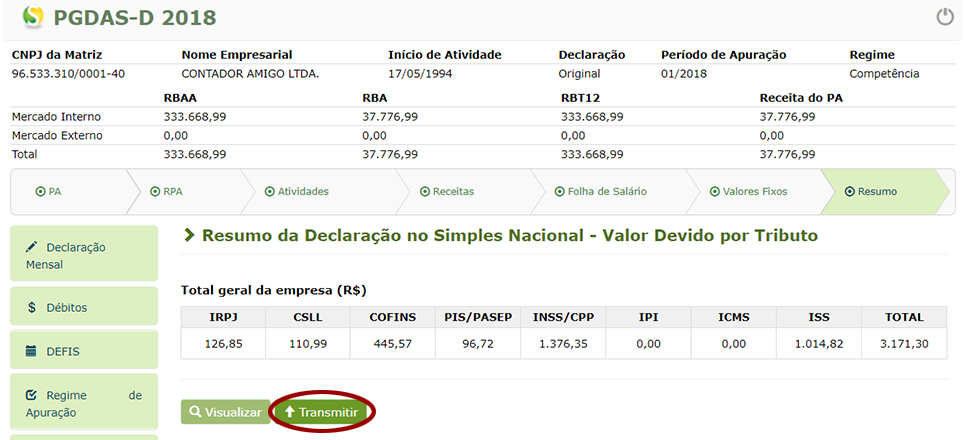 PGDAS-D 2018
CNPJ da Matriz Nome Empresarial Início de Atividade Declaração Período de Apuração Regime
96.533.310/0001-40 CONTADOR AMIGO LTDA. 17/05/1994 Original 01/2018 Competência
RBAA RBA RBT12 Receita do PA
Mercado Interno 333.668,99 37.776,99 333.668,99 37.776,99
Mercado Externo 0,00 0,00 0,00 0,00
Total 333.668,99 37.776,99 333.668,99 37.776,99
PA RPA Atividades Receitas Folha de Salário Valores Fixos Resumo
Declaração
Mensal
Débitos
DEFIS
Regime de
Apuração
Resumo da Declaração no Simples Nacional - Valor Devido por Tributo
Total geral da empresa (R$)
IRPJ CSLL COFINS PIS/PASEP INSS/CPP IPI ICMS ISS TOTAL
126,85 110,99 445,57 96,72 1.376,35 0,00 0,00 1.014,82 3.171,30
Visualizar Transmitir